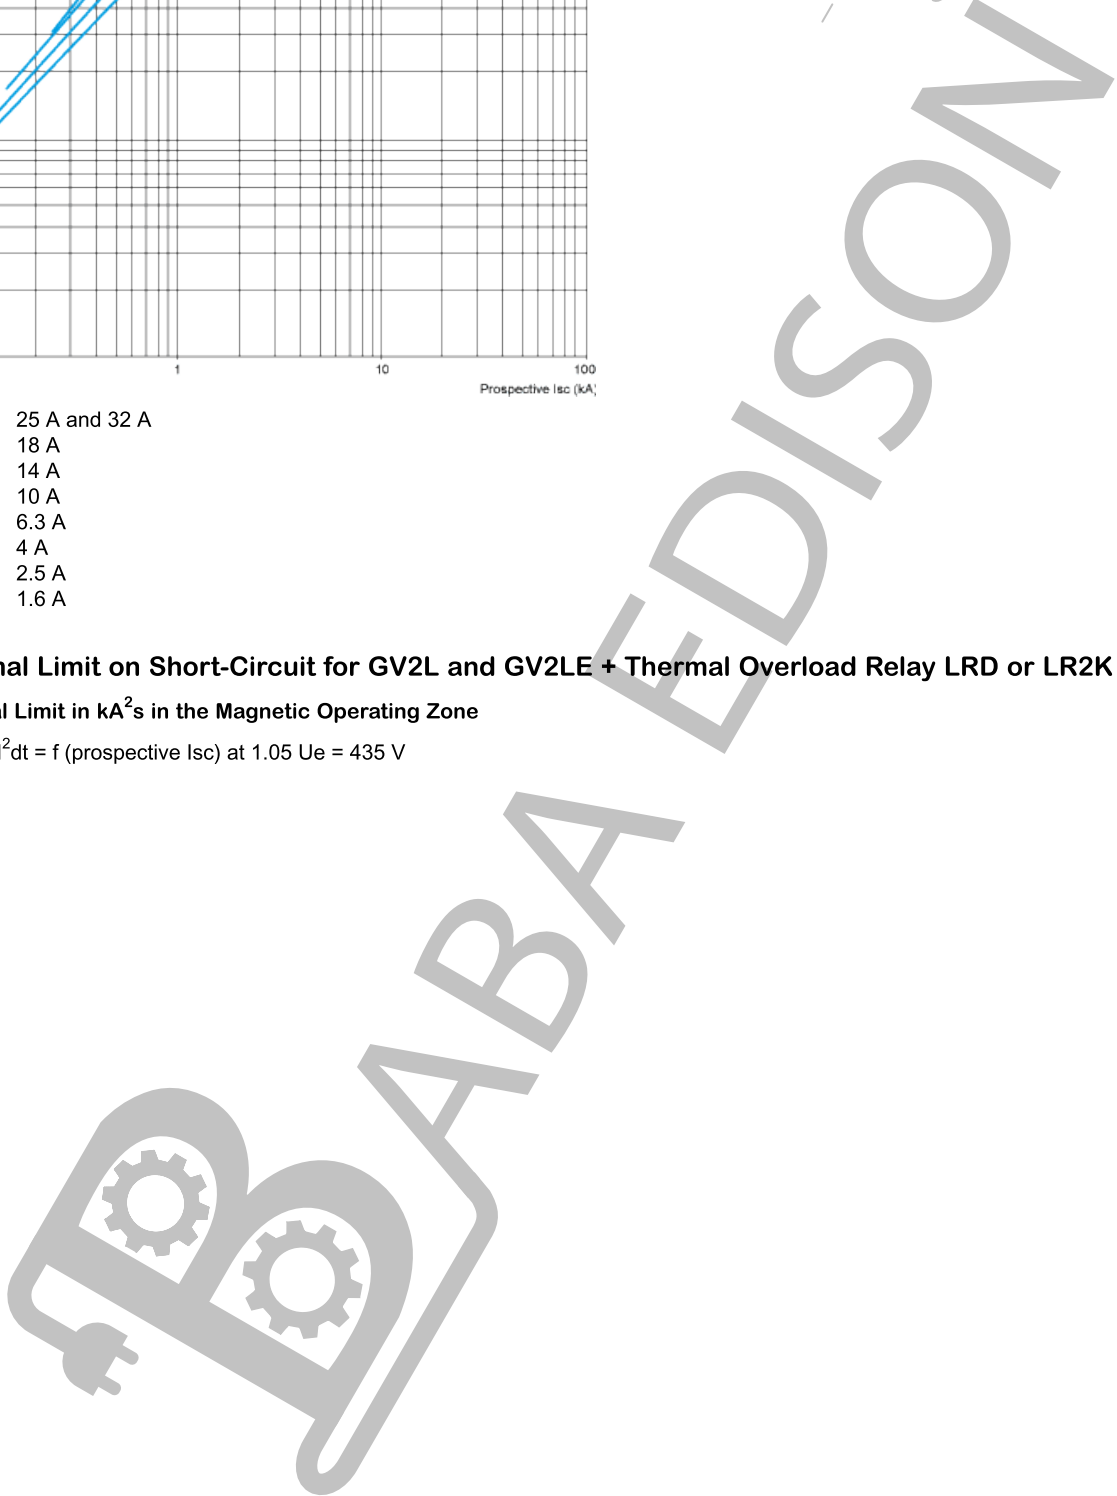 1 10 100
Prospective Isc (kA)
25 A and 32 A
18 A
14 A
10 A
6.3 A
4 A
2.5 A
1.6 A
Limit on Short-Circuit for GV2L and GV2LE + Thermal Overload Relay LRD or LR2K
Limit in kA²s in the Magnetic Operating Zone
I²dt = f (prospective Isc) at 1.05 Ue = 435 V
BABA EDISON